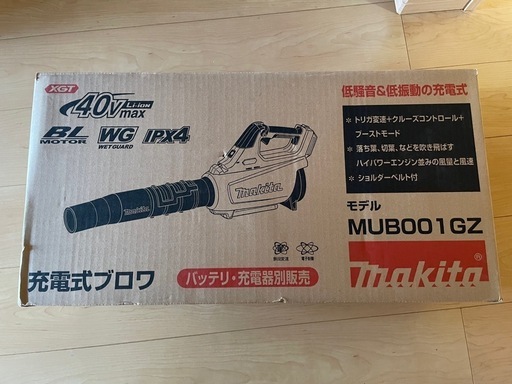 XGT
40Vmax Li-ion
BL MOTOR
WG WET GUARD
IPX4
makita
充電式ブロワ
バッテリ・充電器別販売
低騒音&低振動の充電式
* トリガ変速+クルーズコントロール+
ブーストモード
* 落ち葉、切葉、などを吹き飛ばす
ハイパワーエンジン並みの風量と風速
* ショルダーベルト付
モデル
MUB001GZ
makita